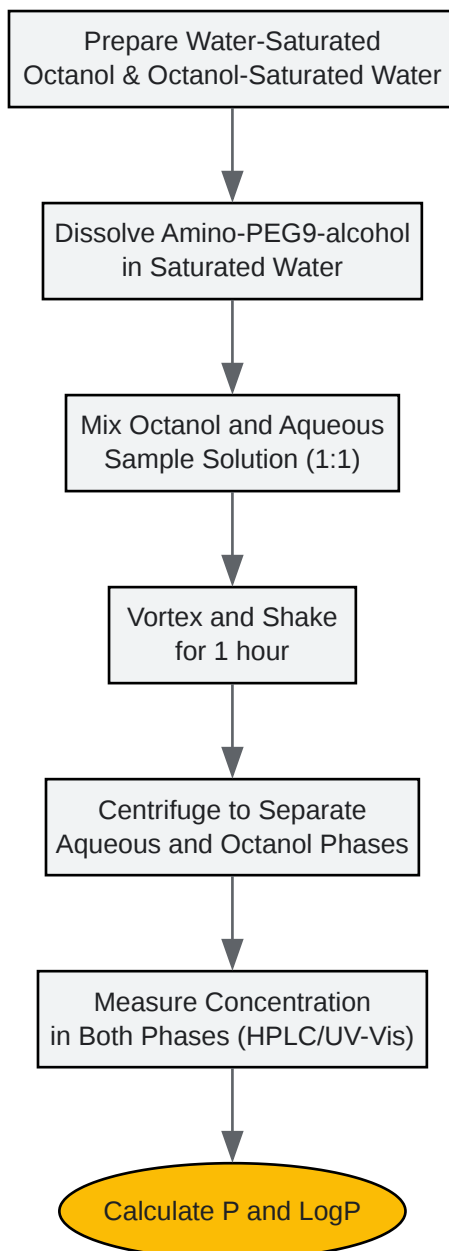 Prepare Water-Saturated
Octanol & Octanol-Saturated Water
Dissolve Amino-PEG9-alcohol
in Saturated Water
Mix Octanol and Aqueous
Sample Solution (1:1)
Vortex and Shake
for 1 hour
Centrifuge to Separate
Aqueous and Octanol Phases
Measure Concentration
in Both Phases (HPLC/UV-Vis)
Calculate P and LogP